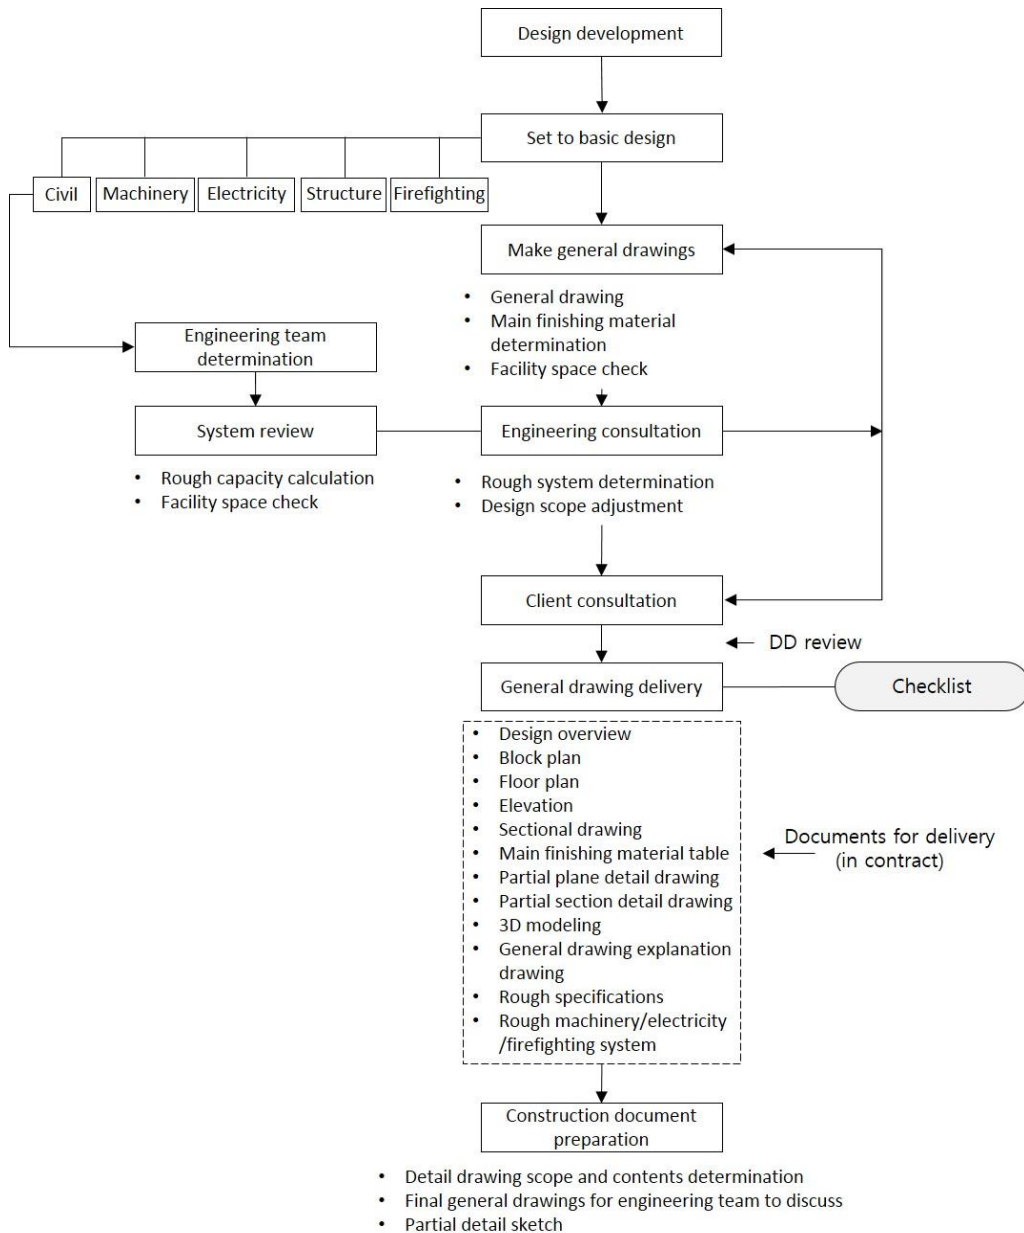 Design development
Set to basic design
Civil
Machinery
Electricity
Structure
Firefighting
Make general drawings
• General drawing
• Main finishing material
determination
• Facility space check
Engineering team
determination
System review
• Rough capacity calculation
• Facility space check
Engineering consultation
• Rough system determination
• Design scope adjustment
Client consultation
DD review
General drawing delivery
Checklist
• Design overview
• Block plan
• Floor plan
• Elevation
• Sectional drawing
• Main finishing material table
• Partial plane detail drawing
• Partial section detail drawing
• 3D modeling
• General drawing explanation
drawing
• Rough specifications
• Rough machinery/electricity
/firefighting system
Documents for delivery
(in contract)
Construction document
preparation
• Detail drawing scope and contents determination
• Final general drawings for engineering team to discuss
• Partial detail sketch